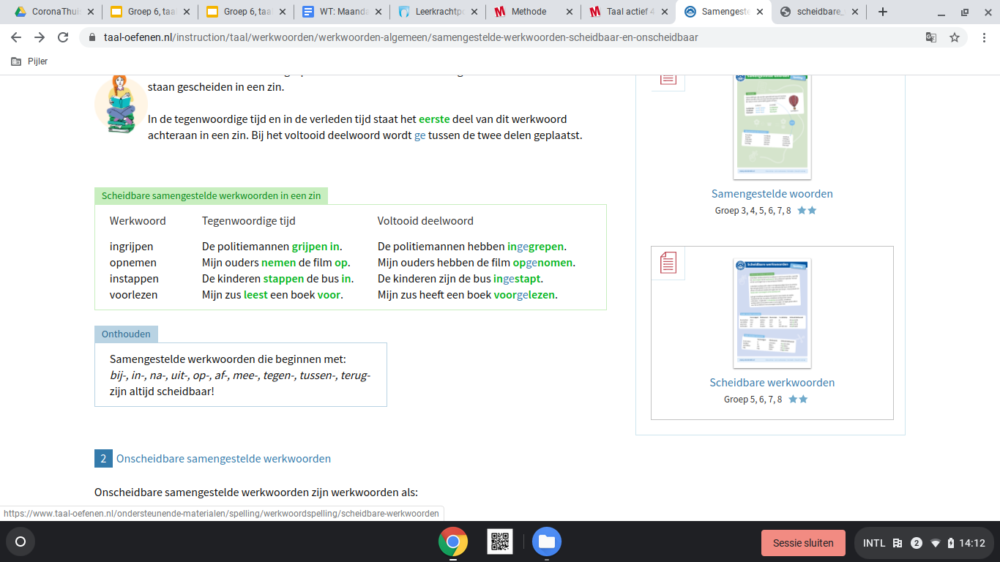 CoronaThui
Groep 6, taa
Groep 6, taa
WT: Maanda
Leerkrachtpo
Methode
Taal actief 4
Samengeste
scheidbare_
taal-oefenen.nl/instruction/taal/werkwoorden/werkwoorden-algemeen/samengestelde-werkwoorden-scheidbaar-en-onscheidbaar
Pijler
staan gescheiden in een zin.
In de tegenwoordige tijd en in de verleden tijd staat het eerste deel van dit werkwoord
achteraan in een zin. Bij het voltooid deelwoord wordt ge tussen de twee delen geplaatst.
Scheidbare samengestelde werkwoorden in een zin
Werkwoord Tegenwoordige tijd Voltooid deelwoord
ingrijpen De politiemannen grijpen in. De politiemannen hebben ingegrepen.
opnemen Mijn ouders nemen de film op. Mijn ouders hebben de film opgenomen.
instappen De kinderen stappen de bus in. De kinderen zijn de bus ingestapt.
voorlezen Mijn zus leest een boek voor. Mijn zus heeft een boek voorgelezen.
Onthouden
Samengestelde werkwoorden die beginnen met:
bij-, in-, na-, uit-, op-, af-, mee-, tegen-, tussen-, terug-
zijn altijd scheidbaar!
2 Onscheidbare samengestelde werkwoorden
Onscheidbare samengestelde werkwoorden zijn werkwoorden als:
Samengestelde woorden
Groep 3, 4, 5, 6, 7, 8
Scheidbare werkwoorden
Scheidbare werkwoorden
Groep 5, 6, 7, 8
https://www.taal-oefenen.nl/ondersteunende-materialen/spelling/werkwoordspelling/scheidbare-werkwoorden
Sessie sluiten
INTL 2 14:12